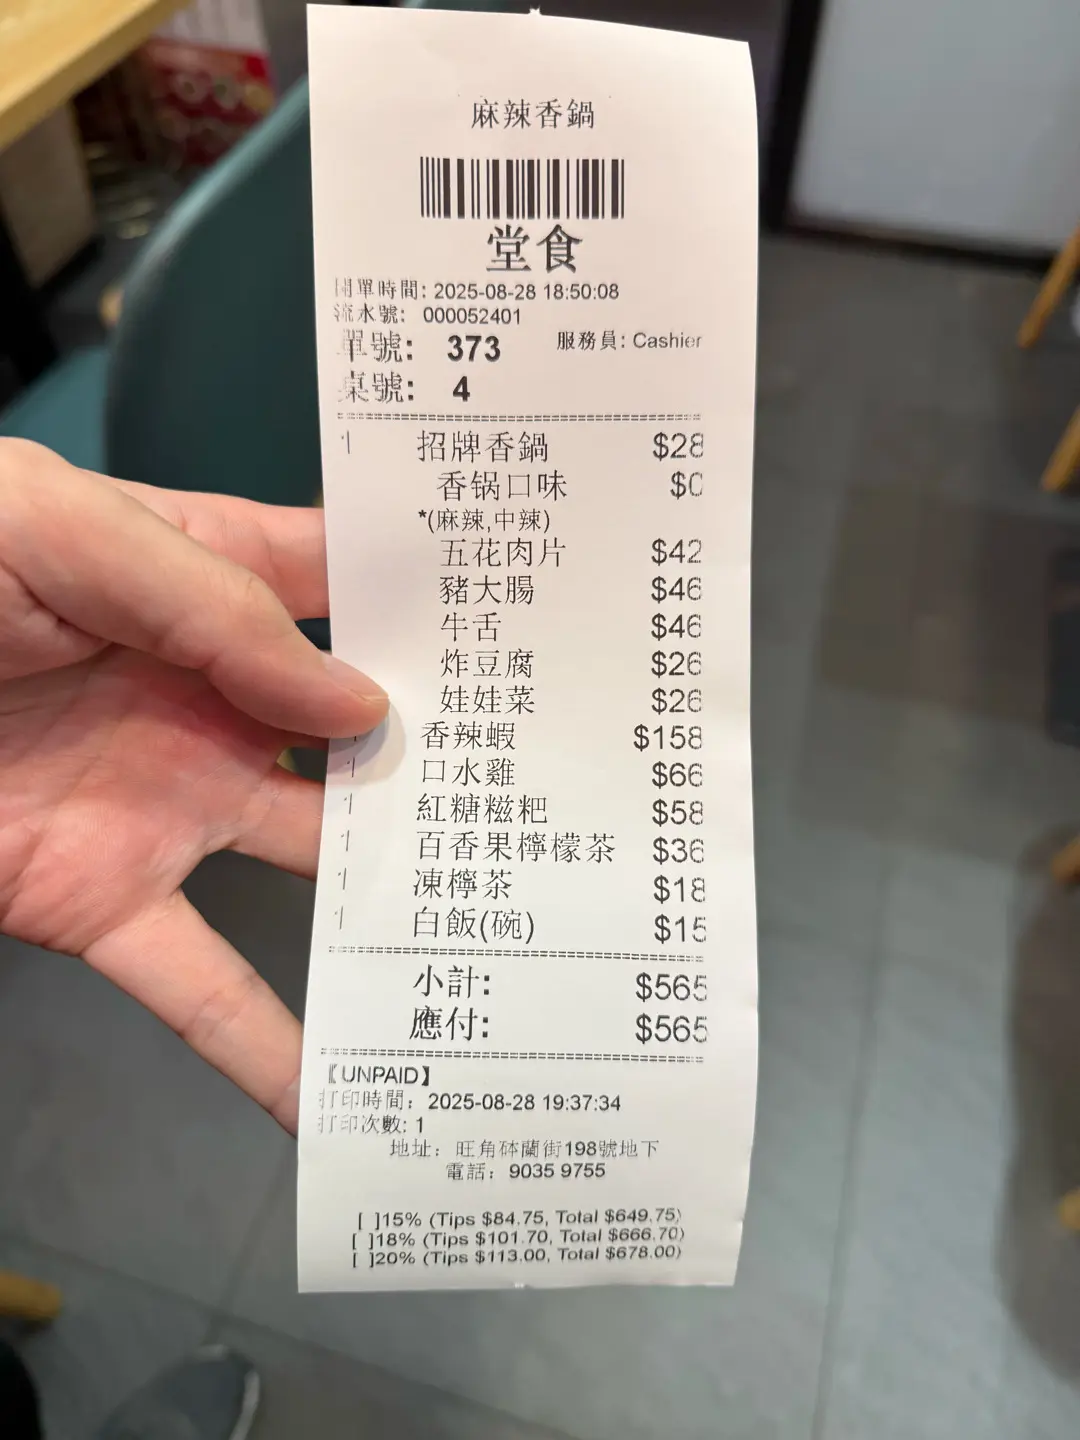 麻辣香鍋
堂食
開單時間: 2025-08-28 18:50:08
流水號: 000052401
單號: 373 服務員: Cashier
桌號: 4
1 招牌香鍋 $28
香锅口味 $0
*(麻辣,中辣)
五花肉片 $42
豬大腸 $46
牛舌 $46
炸豆腐 $26
娃娃菜 $26
1 香辣蝦 $158
1 口水雞 $66
1 紅糖糍粑 $58
1 百香果檸檬茶 $36
1 凍檸茶 $18
1 白飯(碗) $15
小計: $565
應付: $565
【UNPAID】
打印時間: 2025-08-28 19:37:34
打印次數: 1
地址: 旺角砵蘭街198號地下
電話: 9035 9755
[ ]15% (Tips $84.75, Total $649.75)
[ ]18% (Tips $101.70, Total $666.70)
[ ]20% (Tips $113.00, Total $678.00)